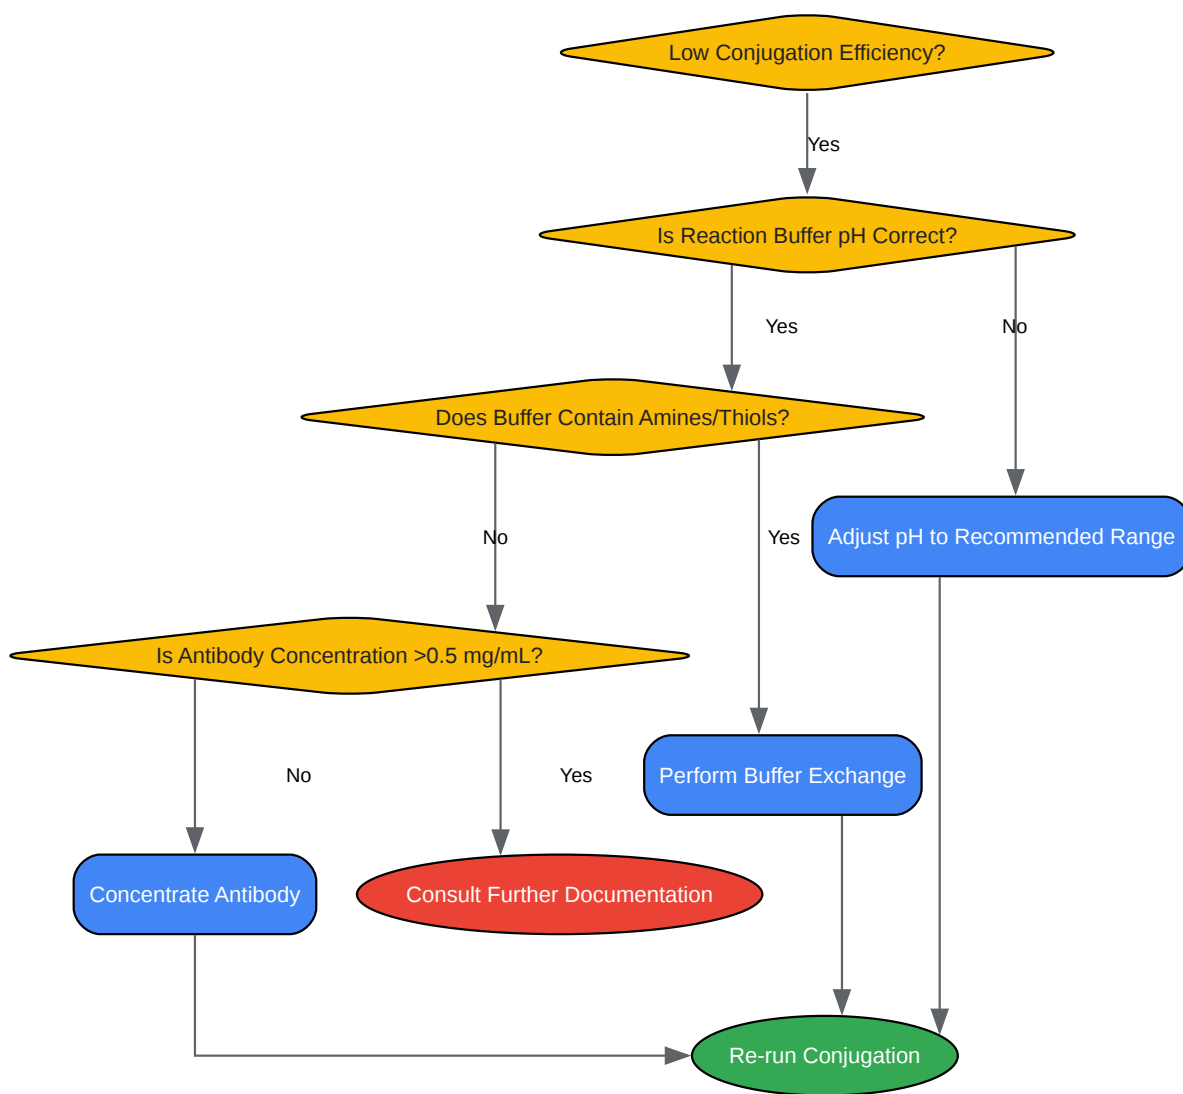 Low Conjugation Efficiency?
Yes
Is Reaction Buffer pH Correct?
Yes
No
Does Buffer Contain Amines/Thiols?
No
Yes
Adjust pH to Recommended Range
Is Antibody Concentration >0.5 mg/mL?
No
Yes
Perform Buffer Exchange
Concentrate Antibody
Consult Further Documentation
Re-run Conjugation